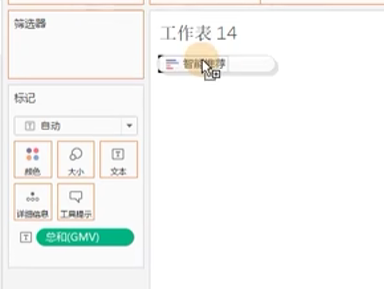 筛选器
工作表 14
智能推荐
标记
自动
颜色
大小
文本
详细信息
工具提示
总和(GMV)